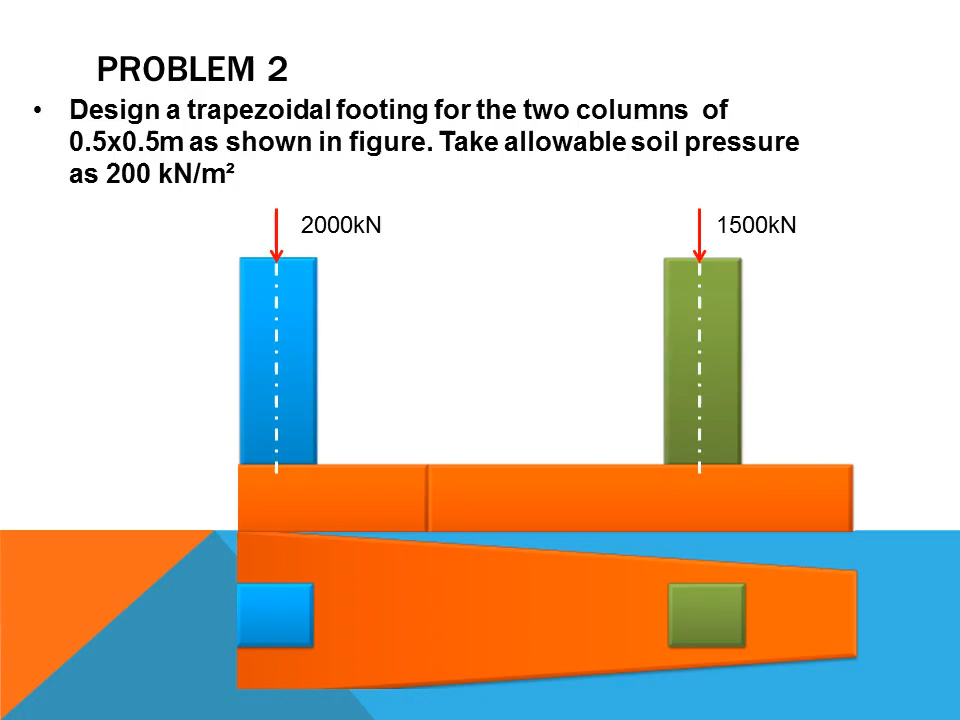 PROBLEM 2
• Design a trapezoidal footing for the two columns of
0.5x0.5m as shown in figure. Take allowable soil pressure
as 200 kN/m²
2000kN
1500kN